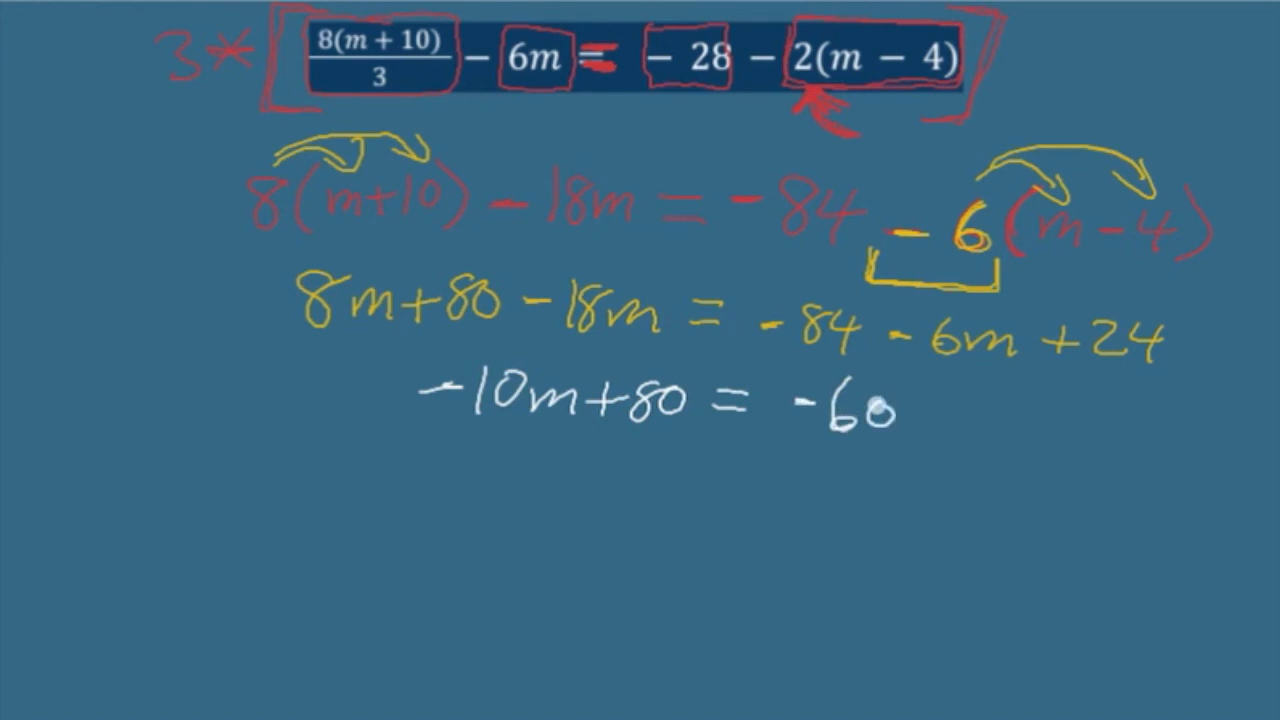 3* [ 8(m + 10)/3 − 6m = − 28 − 2(m − 4) ]
8(m+10) - 18m = -84 - 6(m-4)
8m+80 - 18m = -84 - 6m +24
-10m+80 = -60